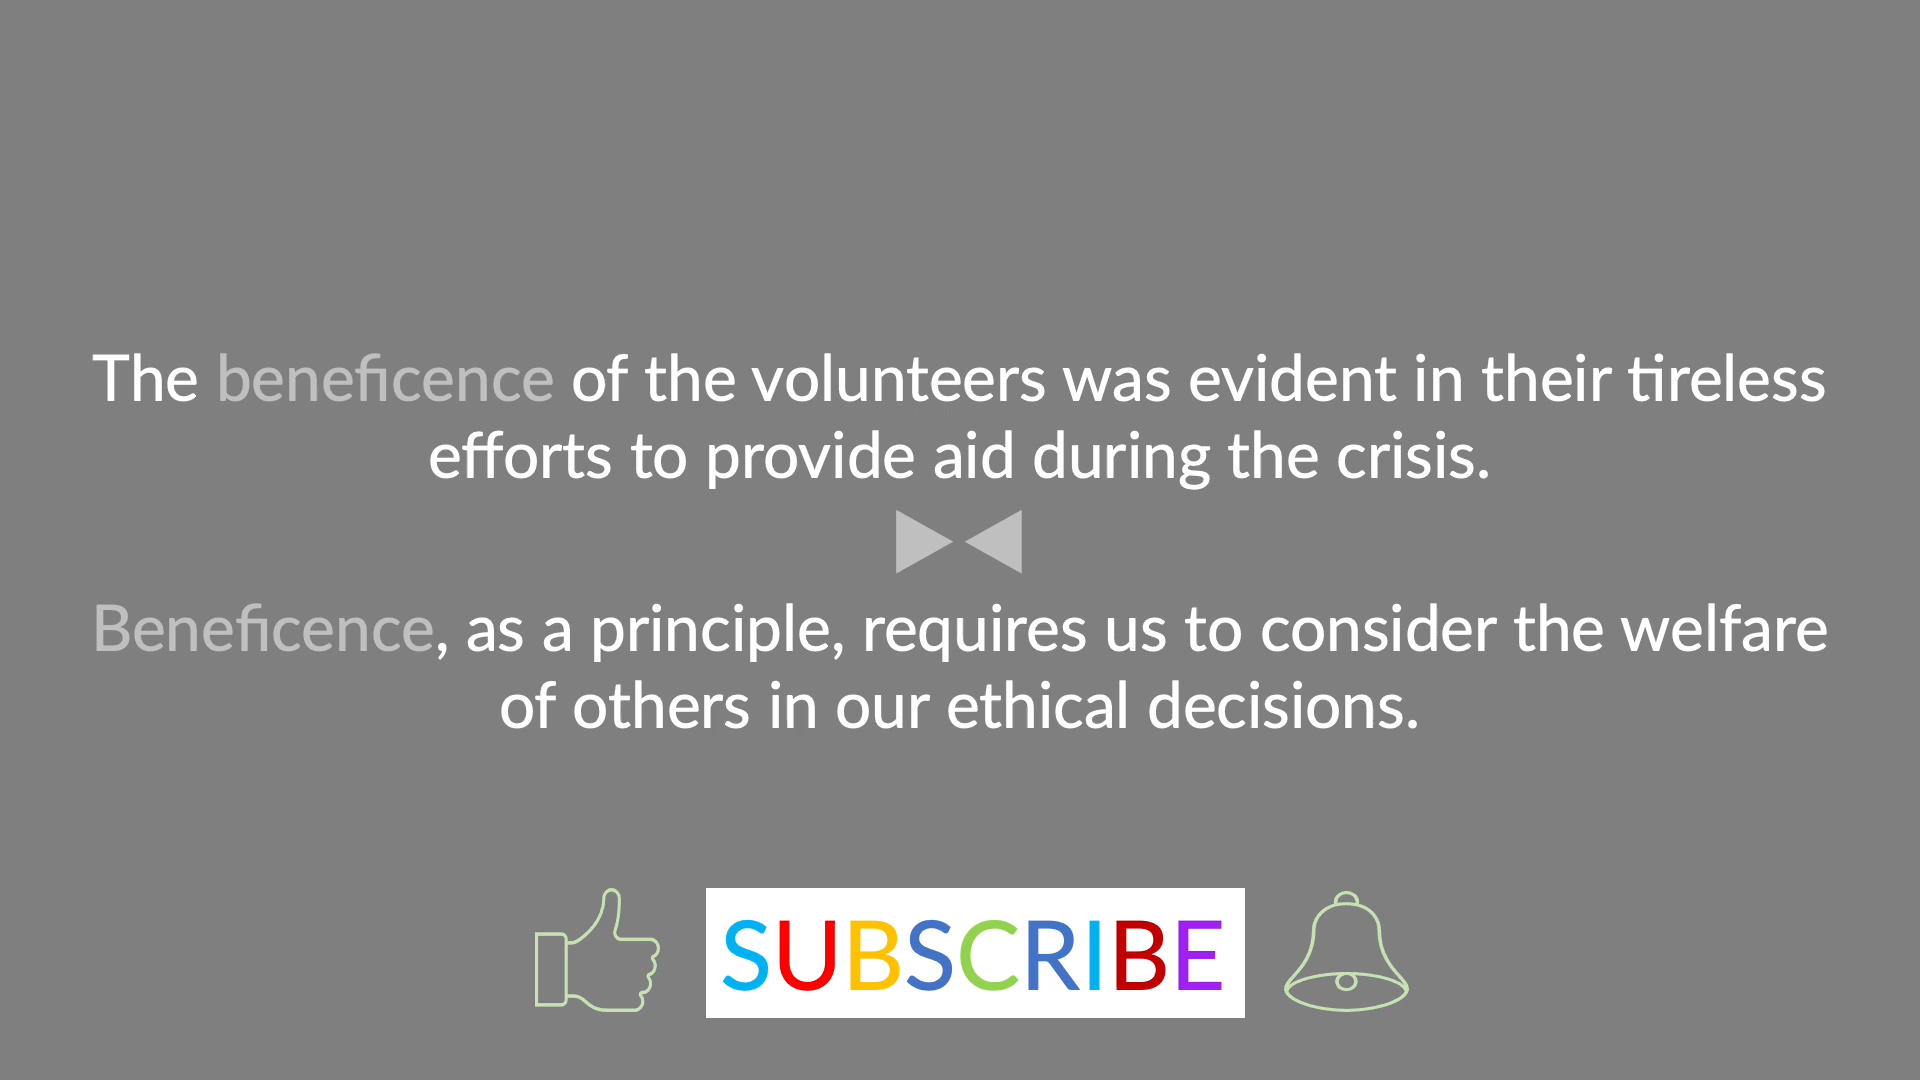 The beneficence of the volunteers was evident in their tireless
efforts to provide aid during the crisis.
Beneficence, as a principle, requires us to consider the welfare
of others in our ethical decisions.
SUBSCRIBE